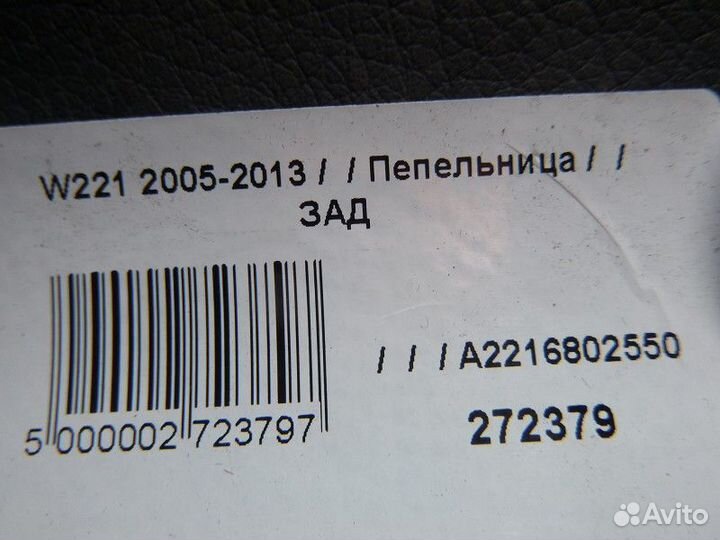 W221 2005-2013 / / Пепельница / /
ЗАД
/ / / A2216802550
272379
5 000002 723797
Avito